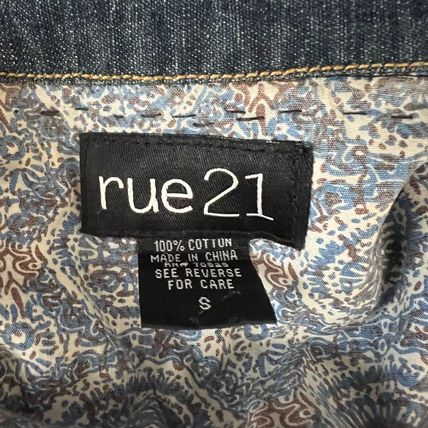 rue21
100% COTTON
MADE IN CHINA
SEE REVERSE
FOR CARE
S